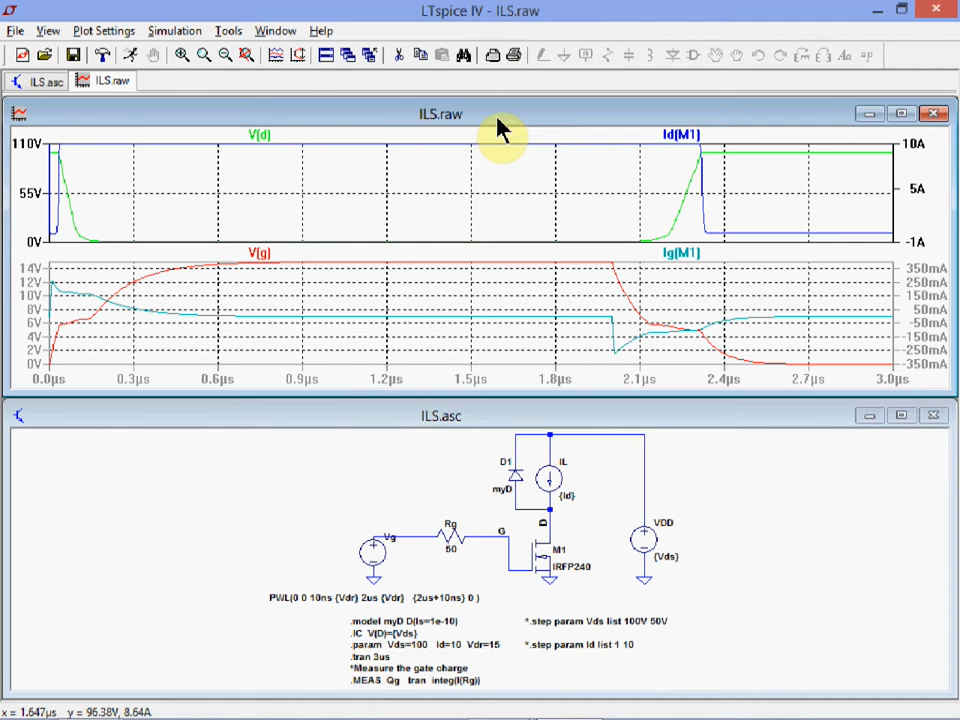 LTspice IV - ILS.raw
File View Plot Settings Simulation Tools Window Help
ILS.asc ILS.raw
ILS.raw
V(d) Id(M1)
110V 10A
55V 5A
0V -1A
V(g) Ig(M1)
14V 350mA
12V 250mA
10V 150mA
8V 50mA
6V -50mA
4V -150mA
2V -250mA
0V -350mA
0.0µs 0.3µs 0.6µs 0.9µs 1.2µs 1.5µs 1.8µs 2.1µs 2.4µs 2.7µs 3.0µs
ILS.asc
D1 IL
myD {Id}
D
Rg G VDD
Vg
50 M1
{Vds}
IRFP240
PWL(0 0 10ns {Vdr} 2us {Vdr} {2us+10ns} 0 )
.model myD D(Is=1e-10) *.step param Vds list 100V 50V
.IC V(D)={Vds}
.param Vds=100 Id=10 Vdr=15 *.step param Id list 1 10
.tran 3us
*Measure the gate charge
.MEAS Qg tran integ(I(Rg))
x = 1.647µs y = 96.38V, 8.64A